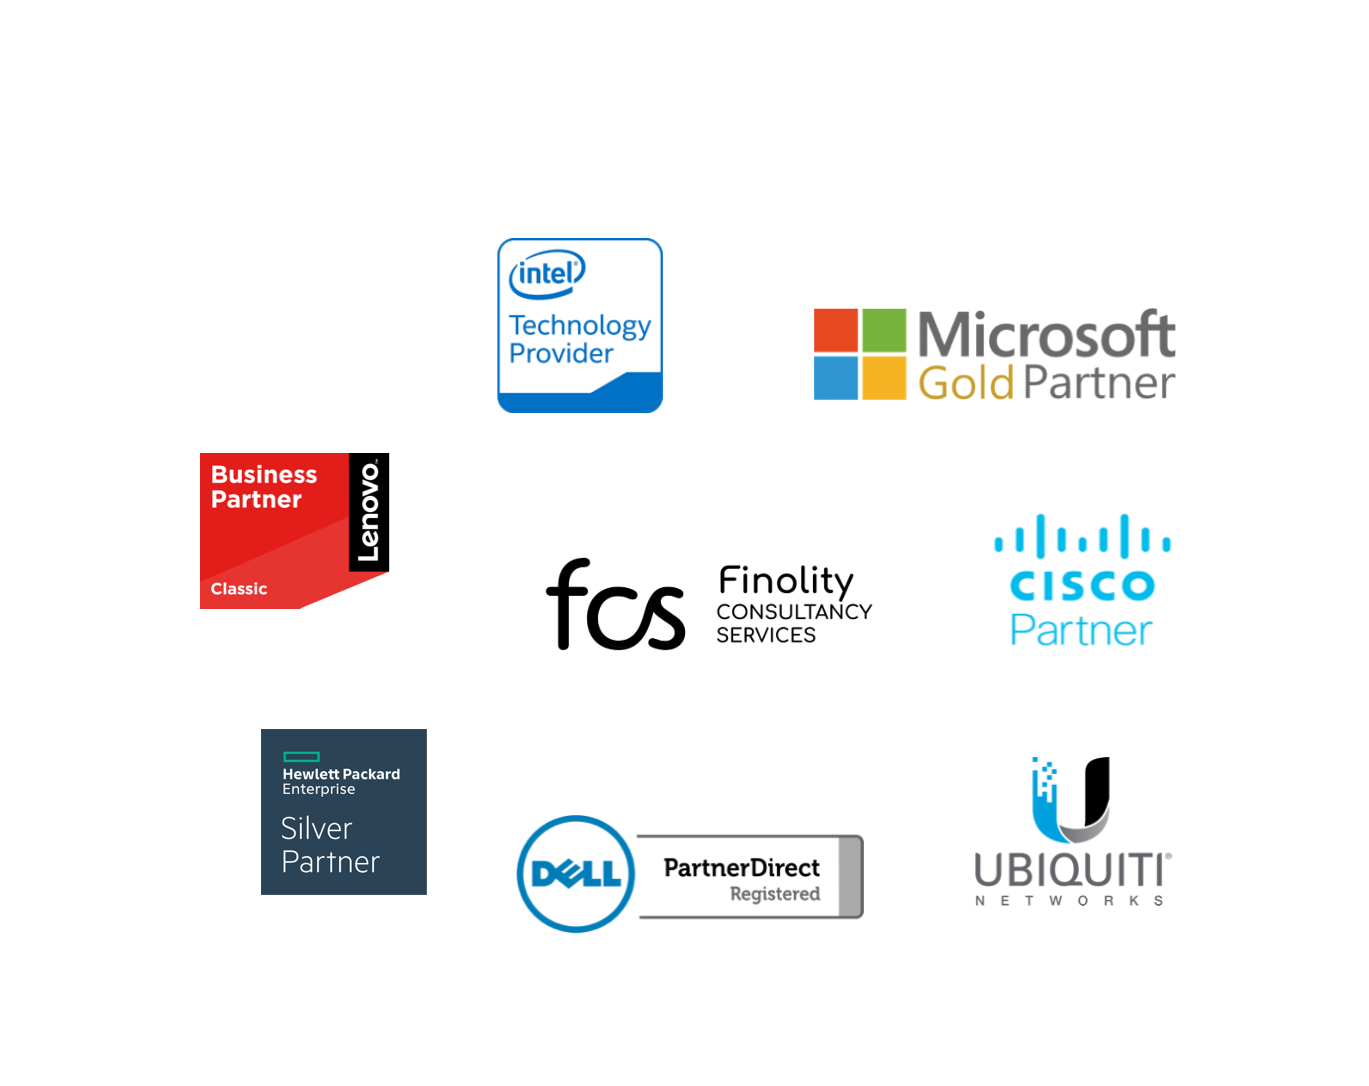 intel®
Technology
Provider
Microsoft
Gold Partner
Business
Partner
Classic
Lenovo™
fcs
Finolity
CONSULTANCY
SERVICES
CISCO
Partner
Hewlett Packard
Enterprise
Silver
Partner
DELL
PartnerDirect
Registered
UBIQUITI®
NETWORKS